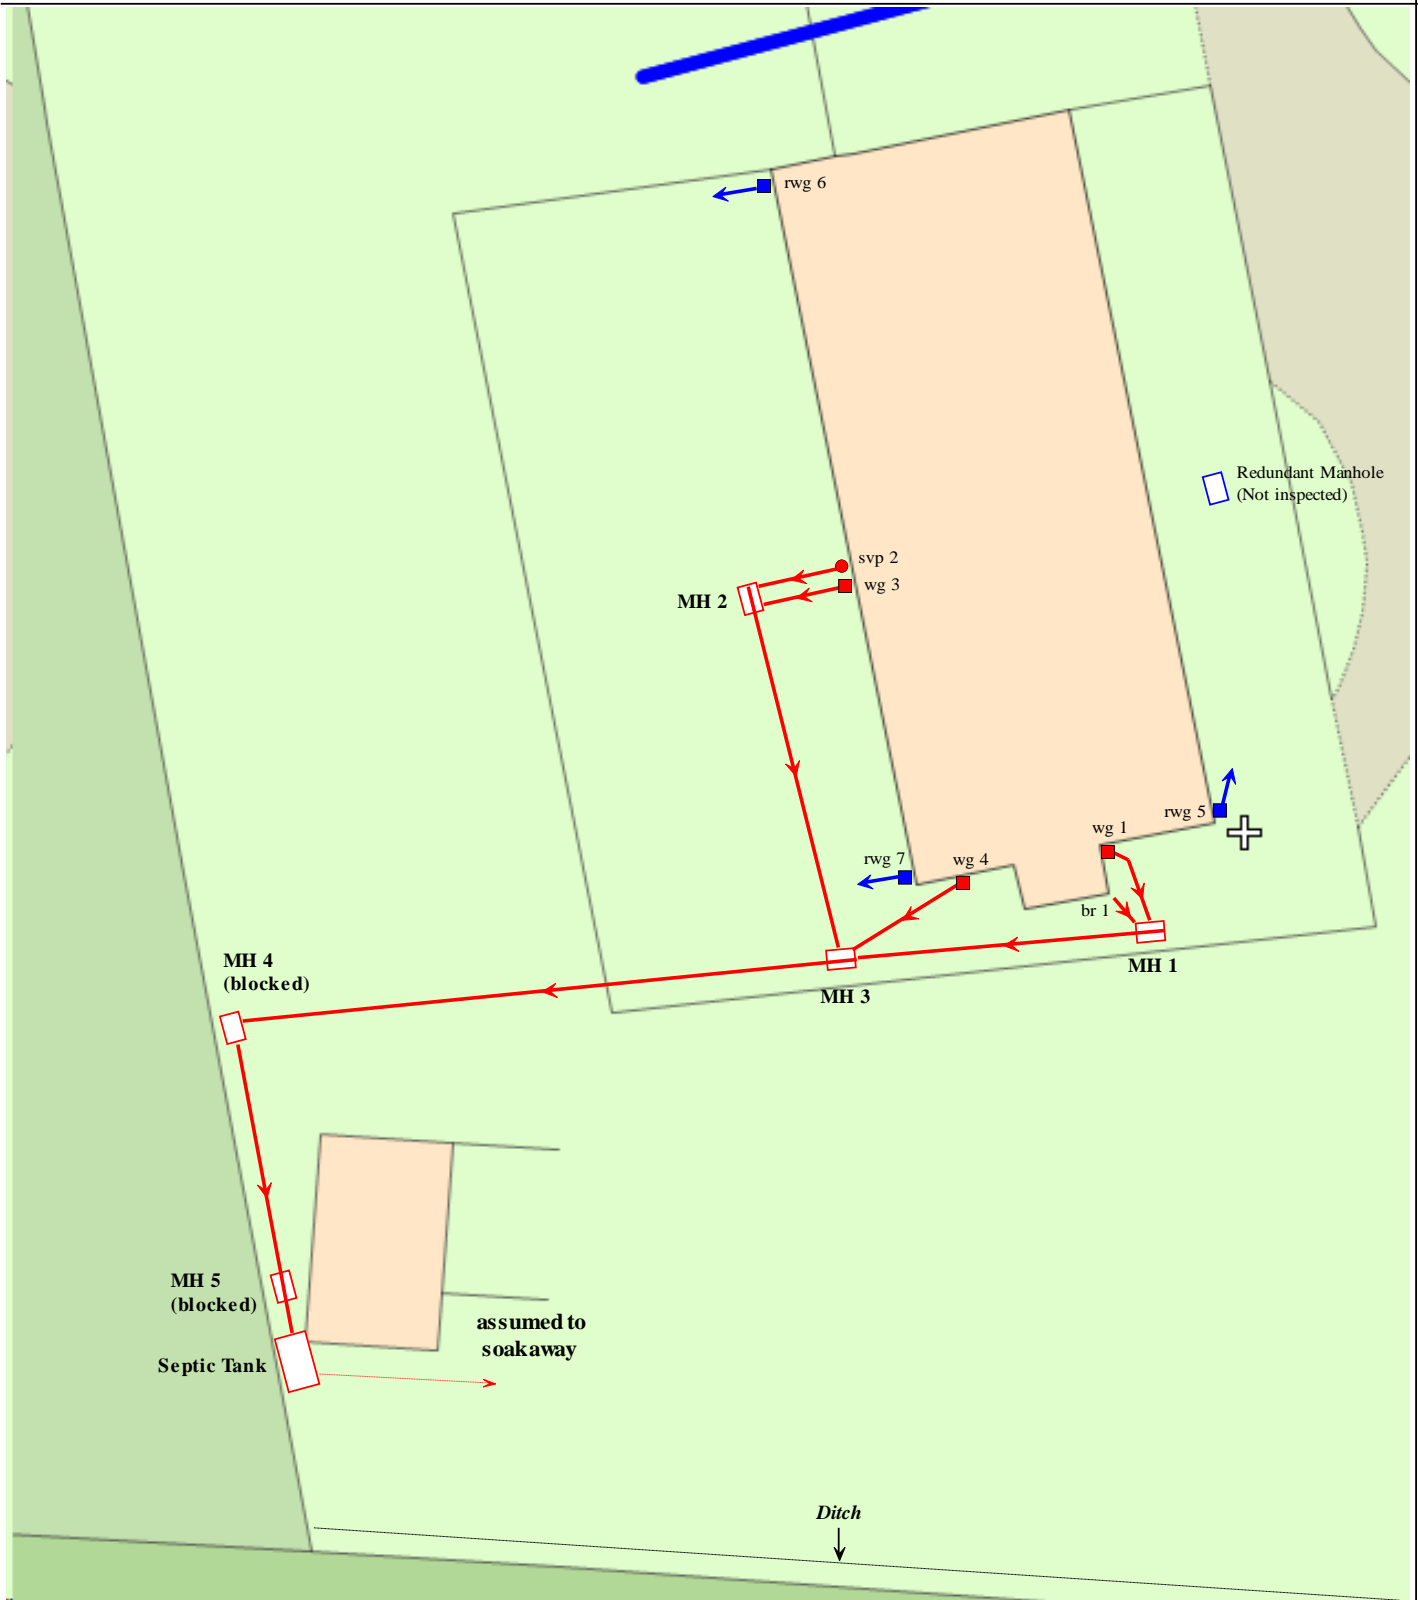 rwg 6
Redundant Manhole
(Not inspected)
svp 2
wg 3
MH 2
rwg 5
wg 1
rwg 7
wg 4
br 1
MH 1
MH 4
(blocked)
MH 3
MH 5
(blocked)
assumed to
soakaway
Septic Tank
Ditch